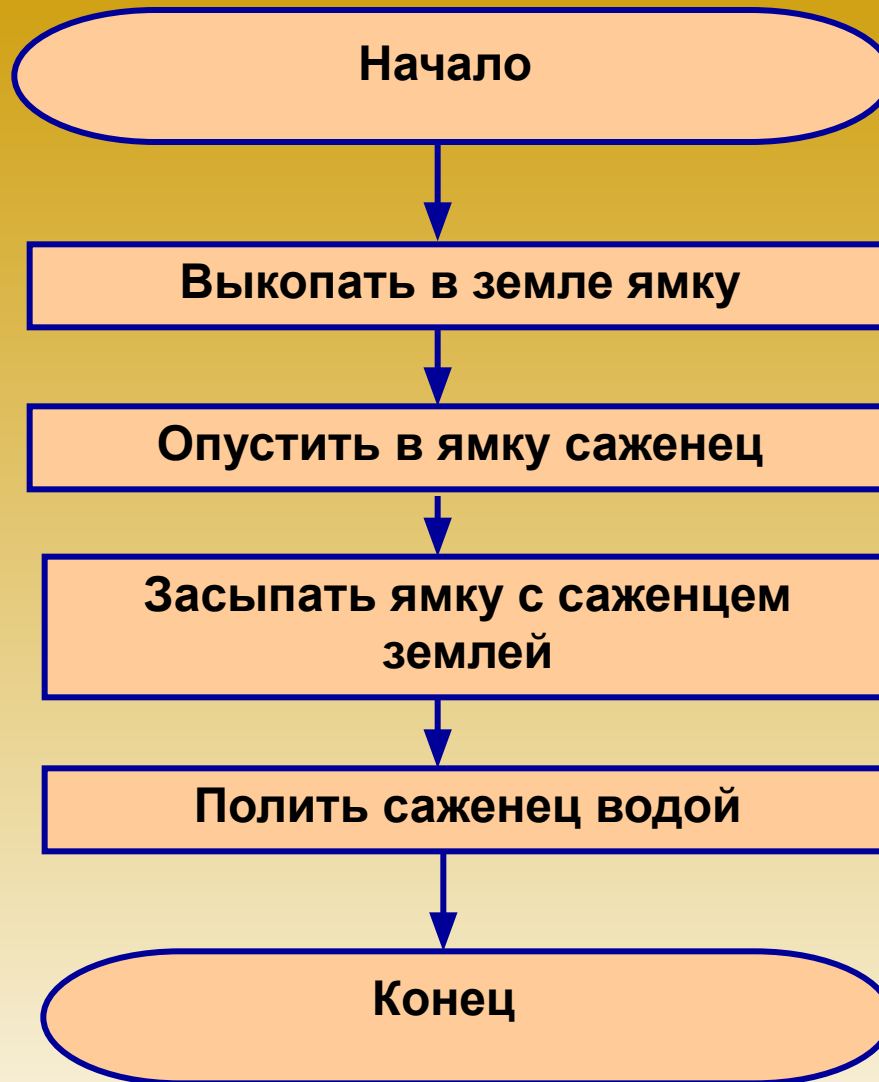 Начало
Выкопать в земле ямку
Опустить в ямку саженец
Засыпать ямку с саженцем
землей
Полить саженец водой
Конец